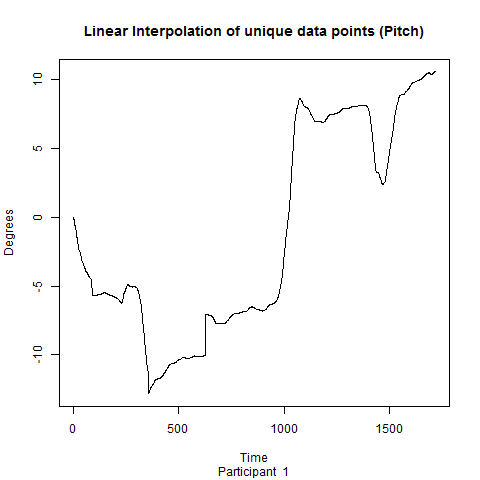 Linear Interpolation of unique data points (Pitch)
10
5
0
-5
-10
Degrees
0 500 1000 1500
Time
Participant 1